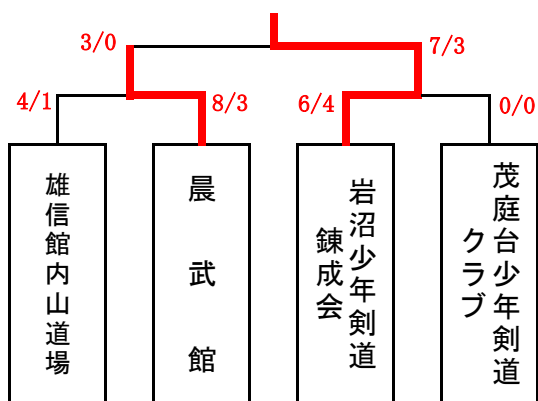 3/0
7/3
4/1
8/3
6/4
0/0
雄信館内山道場
晨武館
岩沼少年剣道
錬成会
茂庭台少年剣道
クラブ